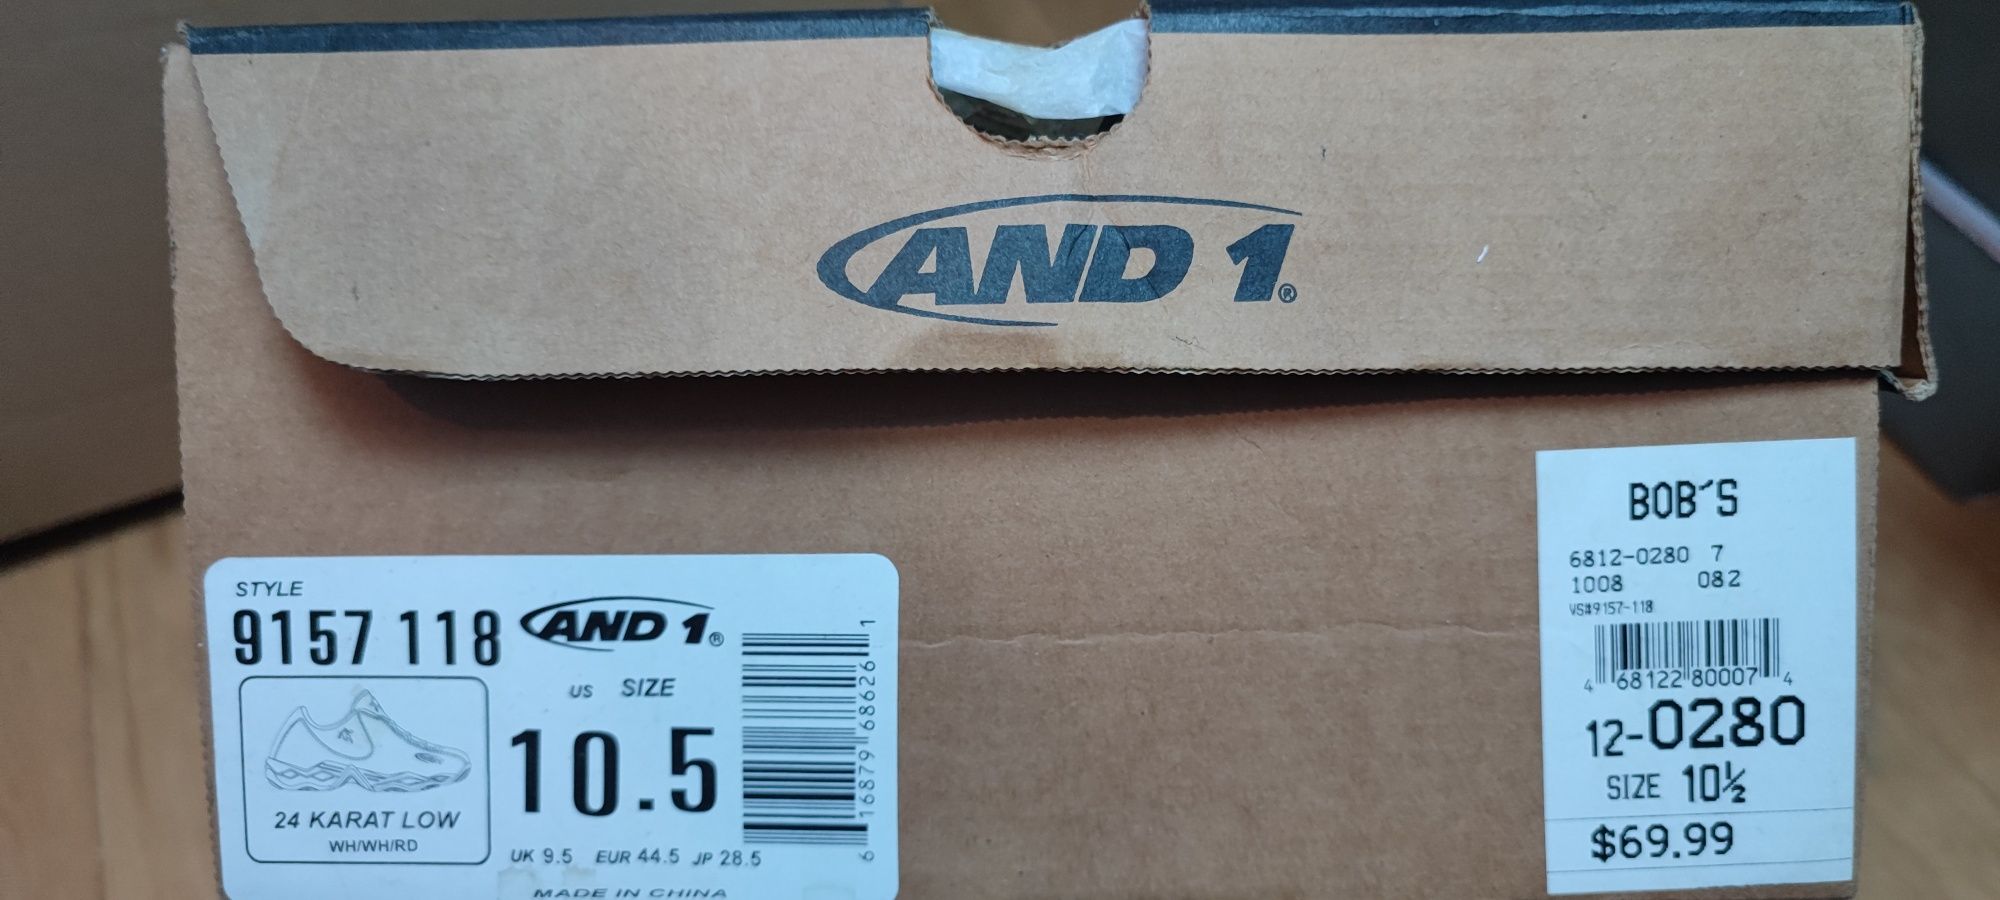 AND 1®
STYLE
9157 118
AND 1®
US SIZE
10.5
24 KARAT LOW
WH/WH/RD
UK 9.5 EUR 44.5 JP 28.5
MADE IN CHINA
6 16879 68626 1
BOB'S
6812-0280 7
1008 082
VS#9157-118
4 68122 80007 4
12-0280
SIZE 10½
$69.99